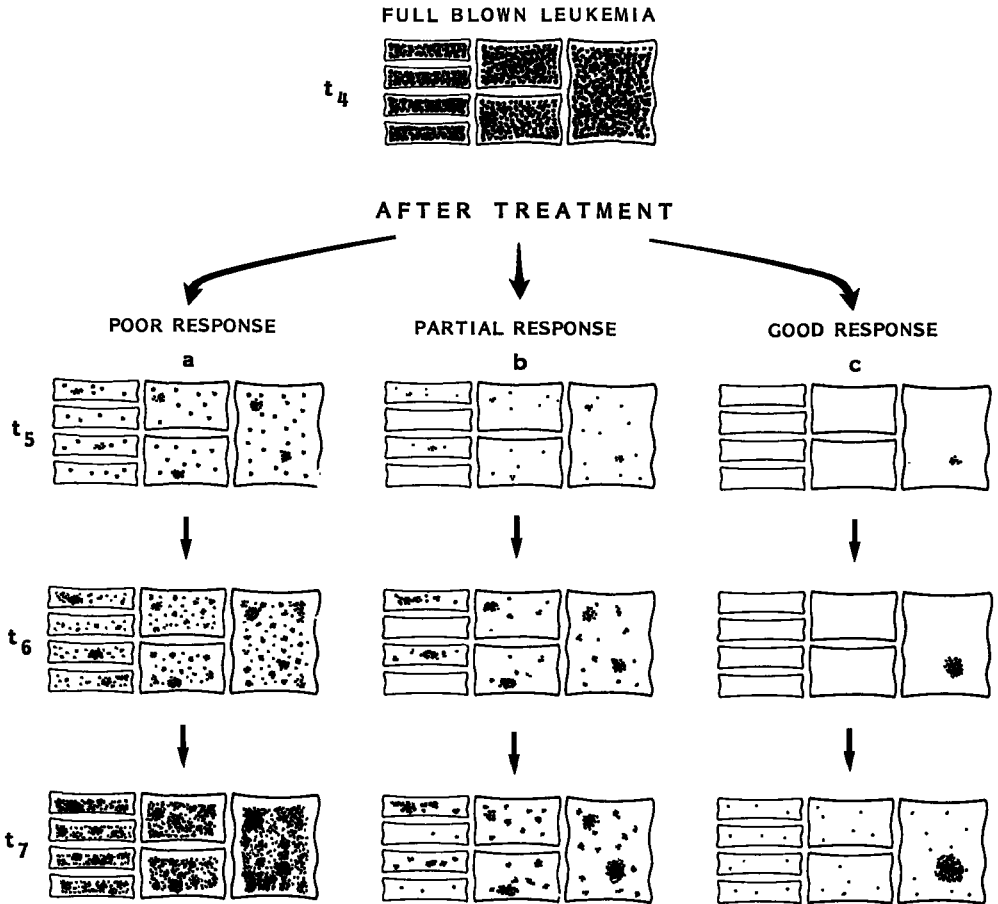 FULL BLOWN LEUKEMIA
t4
AFTER TREATMENT
POOR RESPONSE
PARTIAL RESPONSE
GOOD RESPONSE
a
b
c
t5
t6
t7